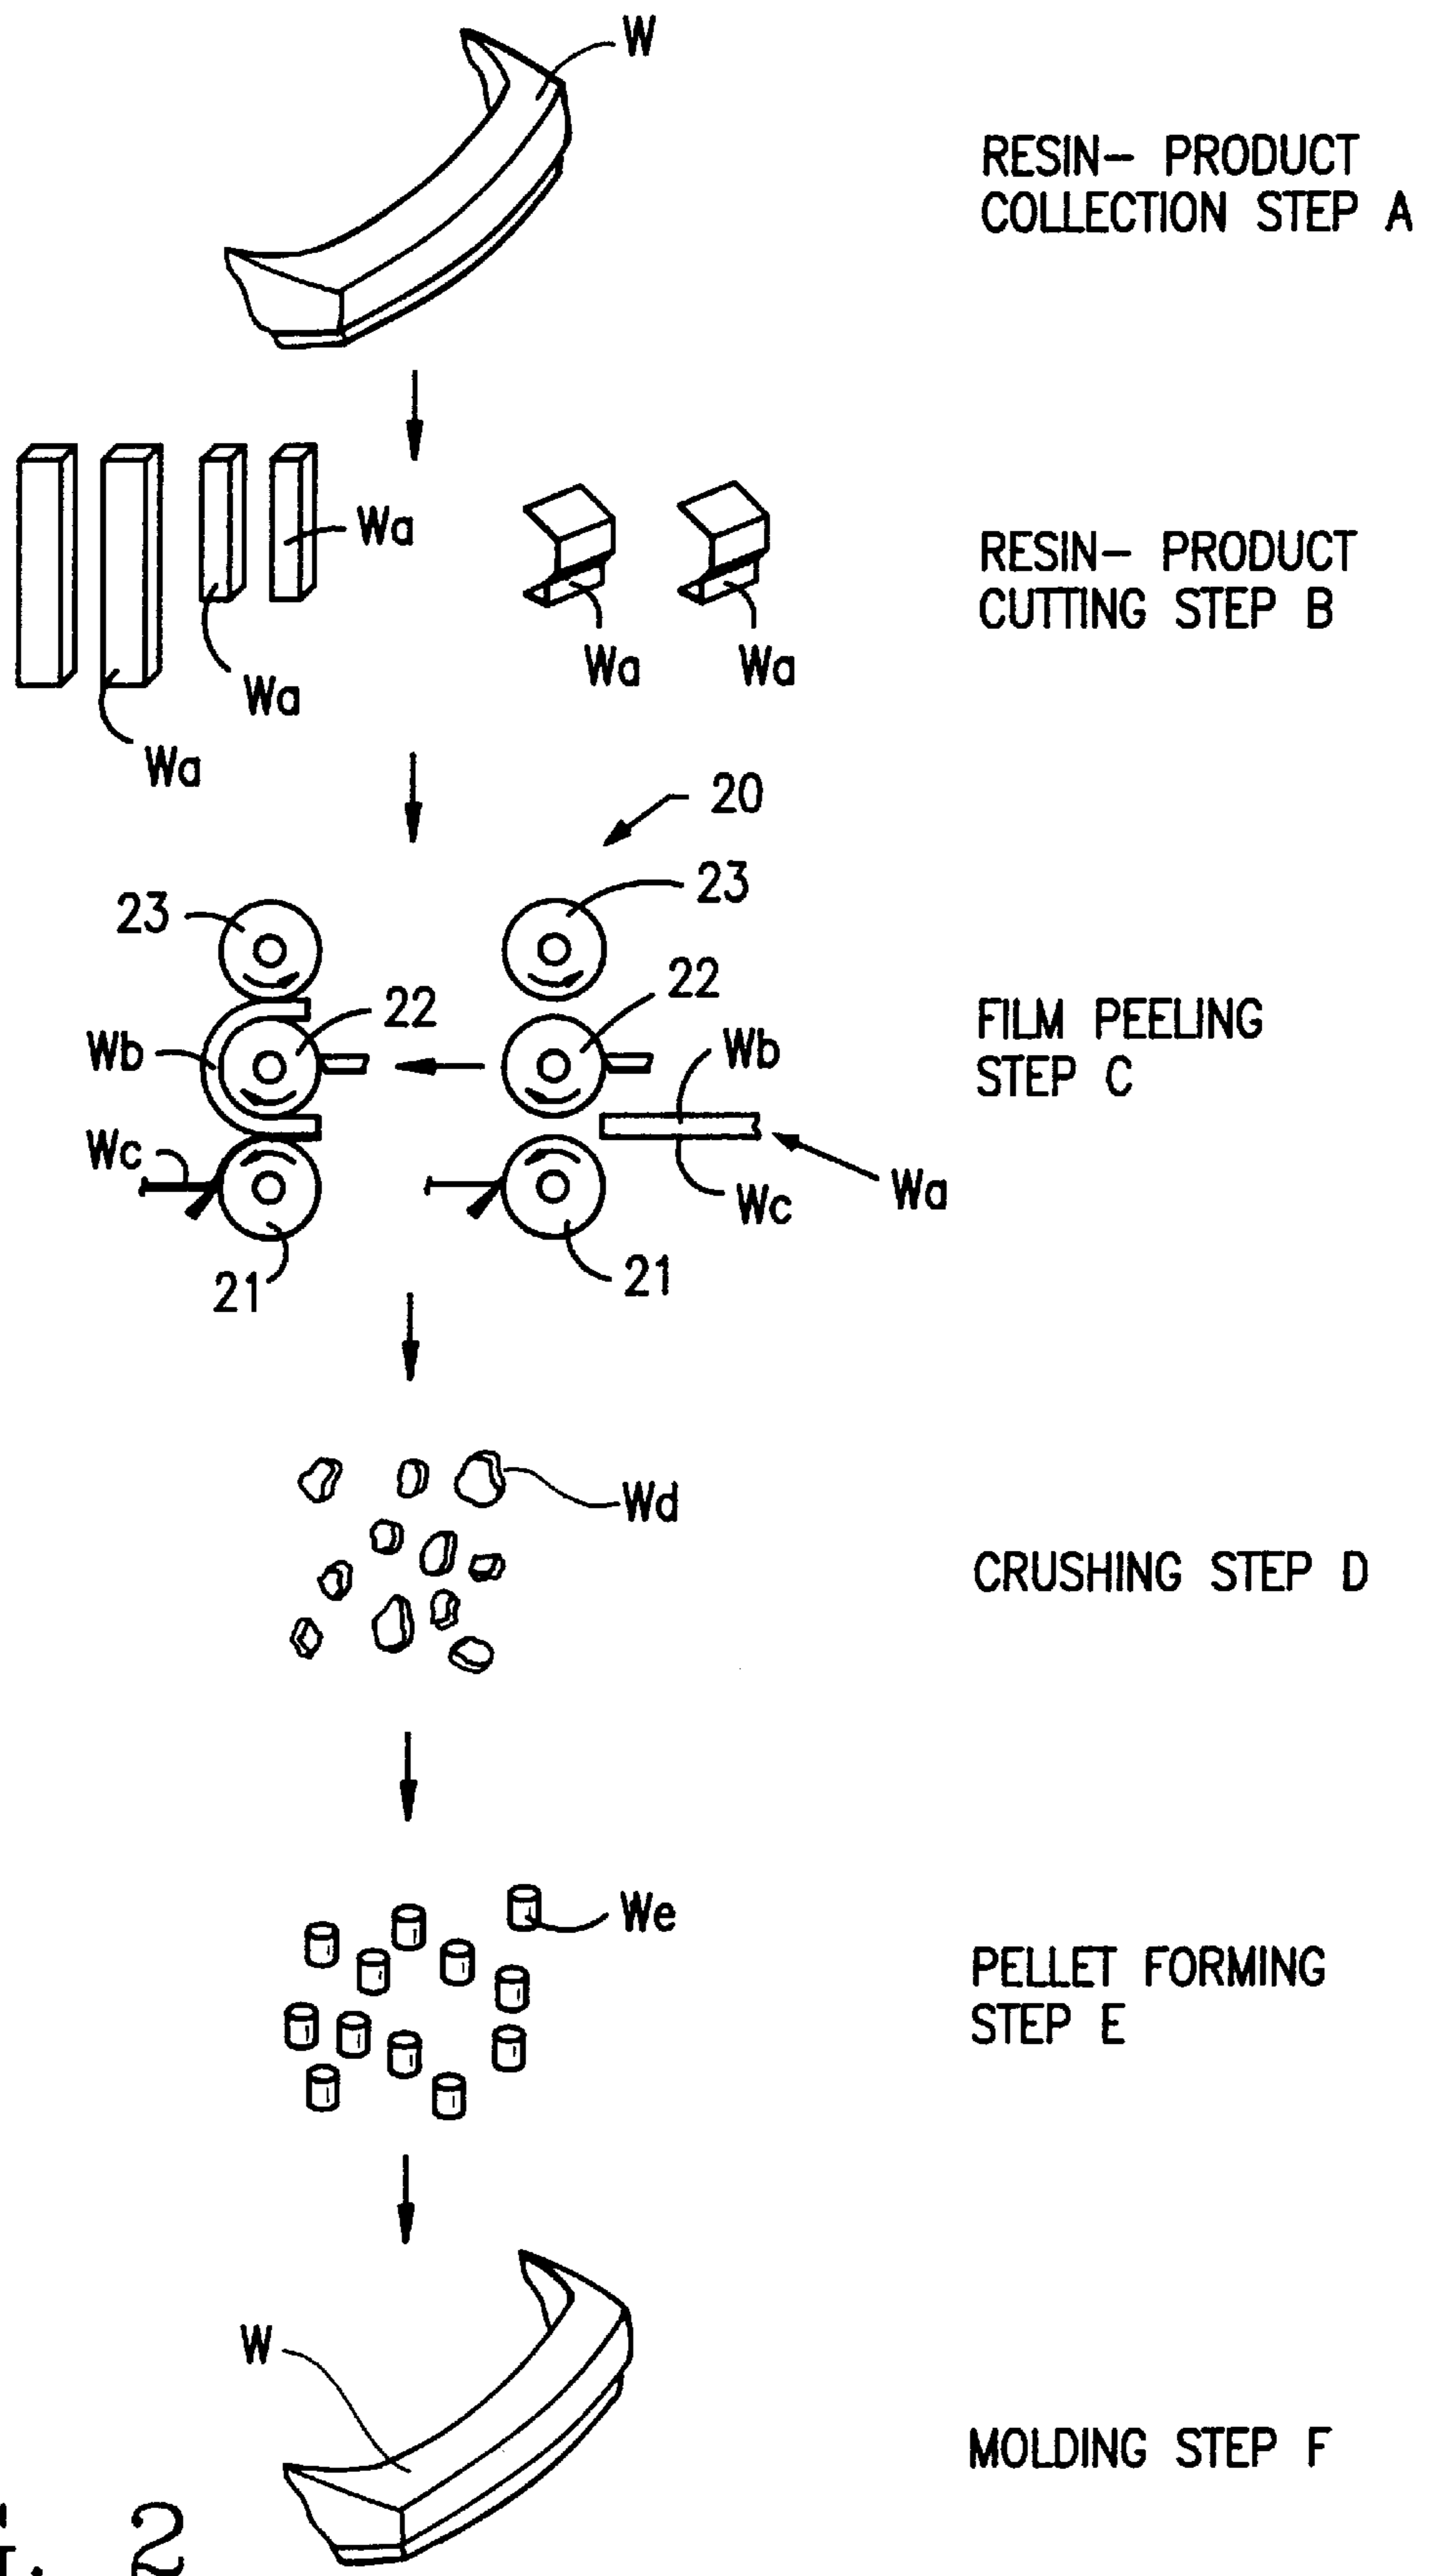 W
RESIN- PRODUCT
COLLECTION STEP A
Wa
Wa
Wa
Wa
Wa
RESIN- PRODUCT
CUTTING STEP B
20
23
23
22
22
Wb
Wb
Wc
Wc
Wa
21
21
FILM PEELING
STEP C
Wd
CRUSHING STEP D
We
PELLET FORMING
STEP E
W
MOLDING STEP F
. 2